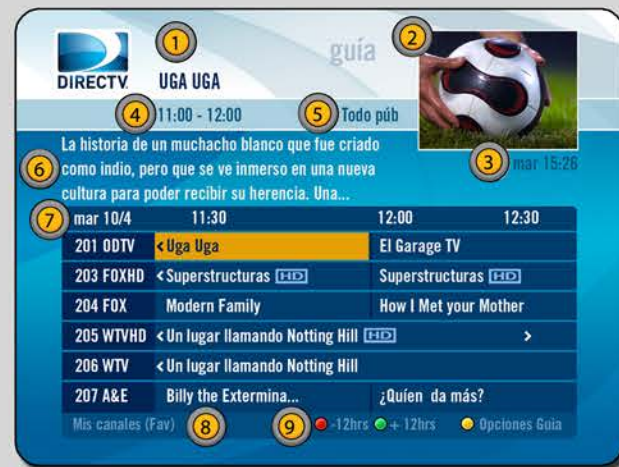 1
guía
2
DIRECTV.
UGA UGA
4
11:00 - 12:00
5
Todo púb
La historia de un muchacho blanco que fue criado
3
mar 15:26
6
como indio, pero que se ve inmerso en una nueva
cultura para poder recibir su herencia. Una...
7
mar 10/4 11:30 12:00 12:30
201 ODTV <Uga Uga El Garage TV
203 FOXHD <Superstructuras HD Superstructuras HD
204 FOX Modern Family How I Met your Mother
205 WTVHD <Un lugar llamando Notting Hill HD >
206 WTV <Un lugar llamando Notting Hill
207 A&E Billy the Extermina... ¿Quíen da más?
Mis canales (Fav) 8 9 -12hrs + 12hrs Opciones Guia